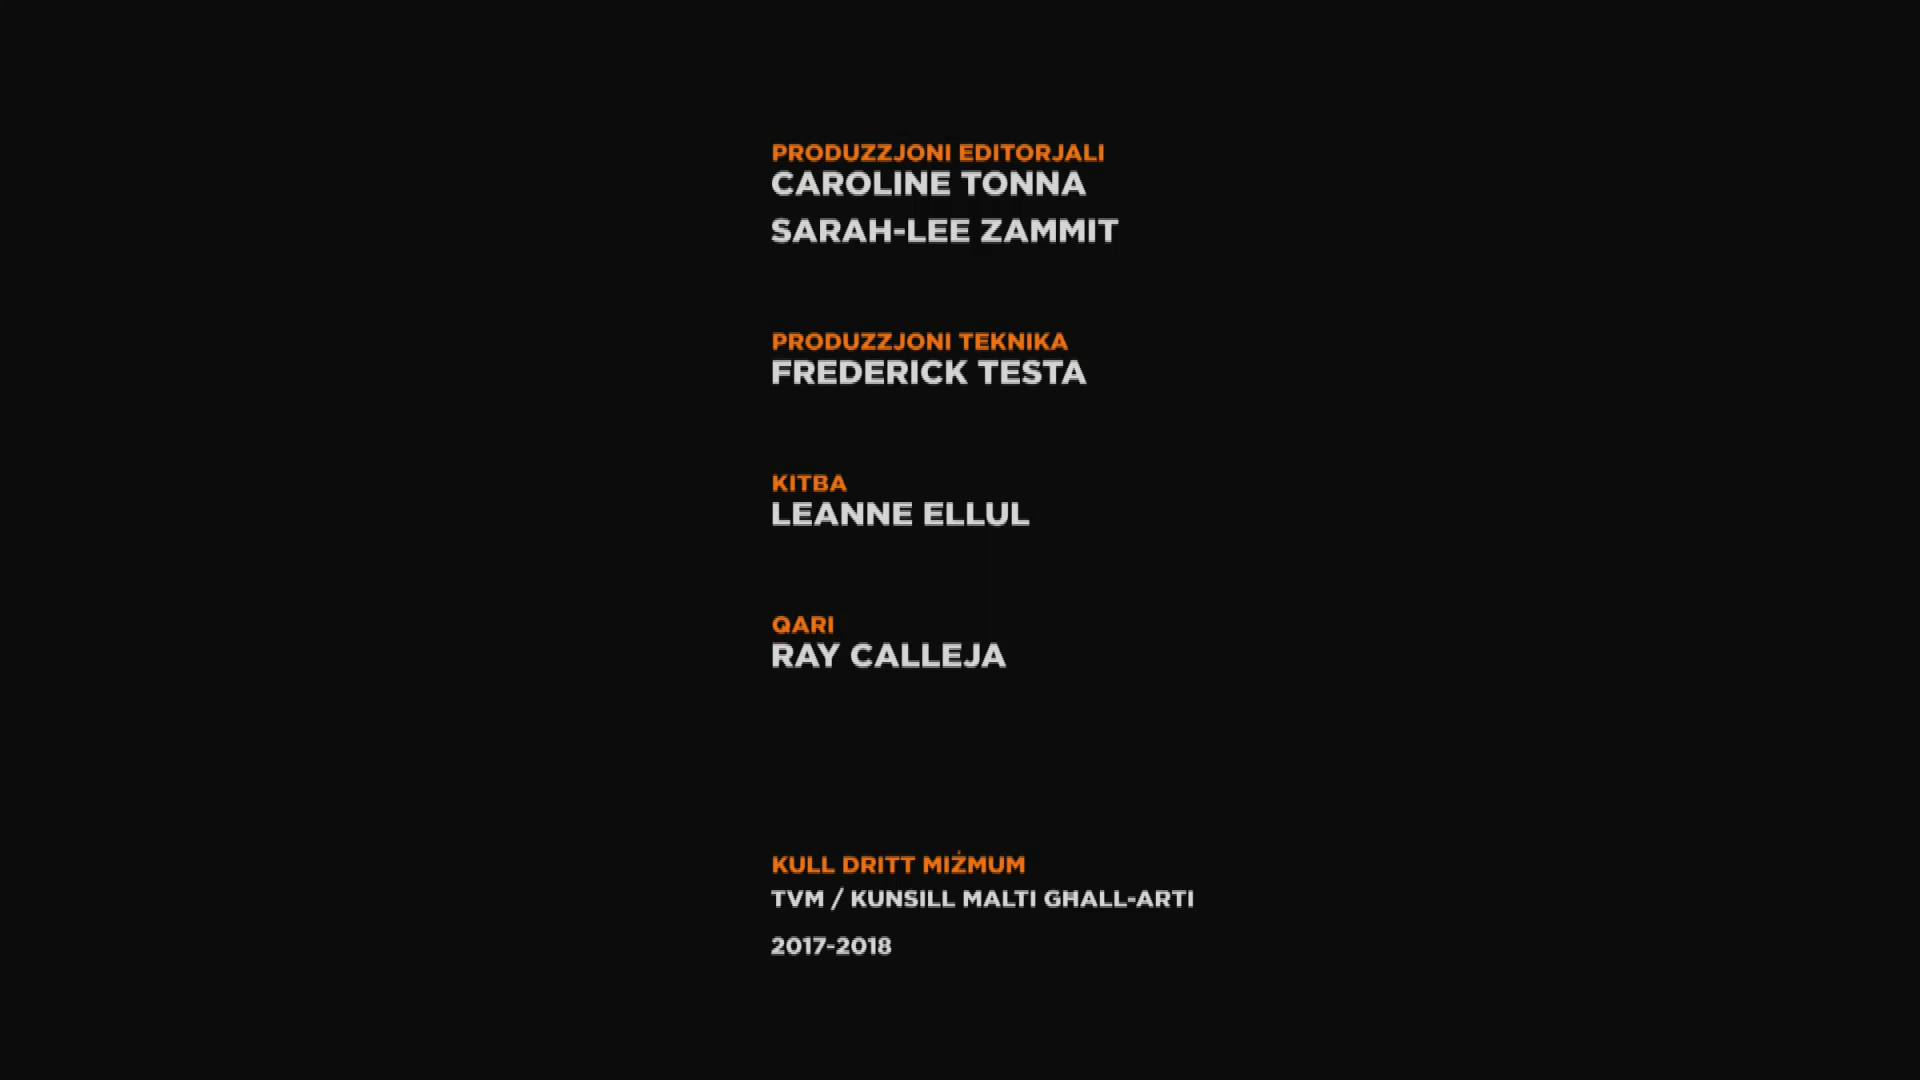 PRODUZZJONI EDITORJALI
CAROLINE TONNA
SARAH-LEE ZAMMIT
PRODUZZJONI TEKNIKA
FREDERICK TESTA
KITBA
LEANNE ELLUL
QARI
RAY CALLEJA
KULL DRITT MIŻMUM
TVM / KUNSILL MALTI GĦALL-ARTI
2017-2018